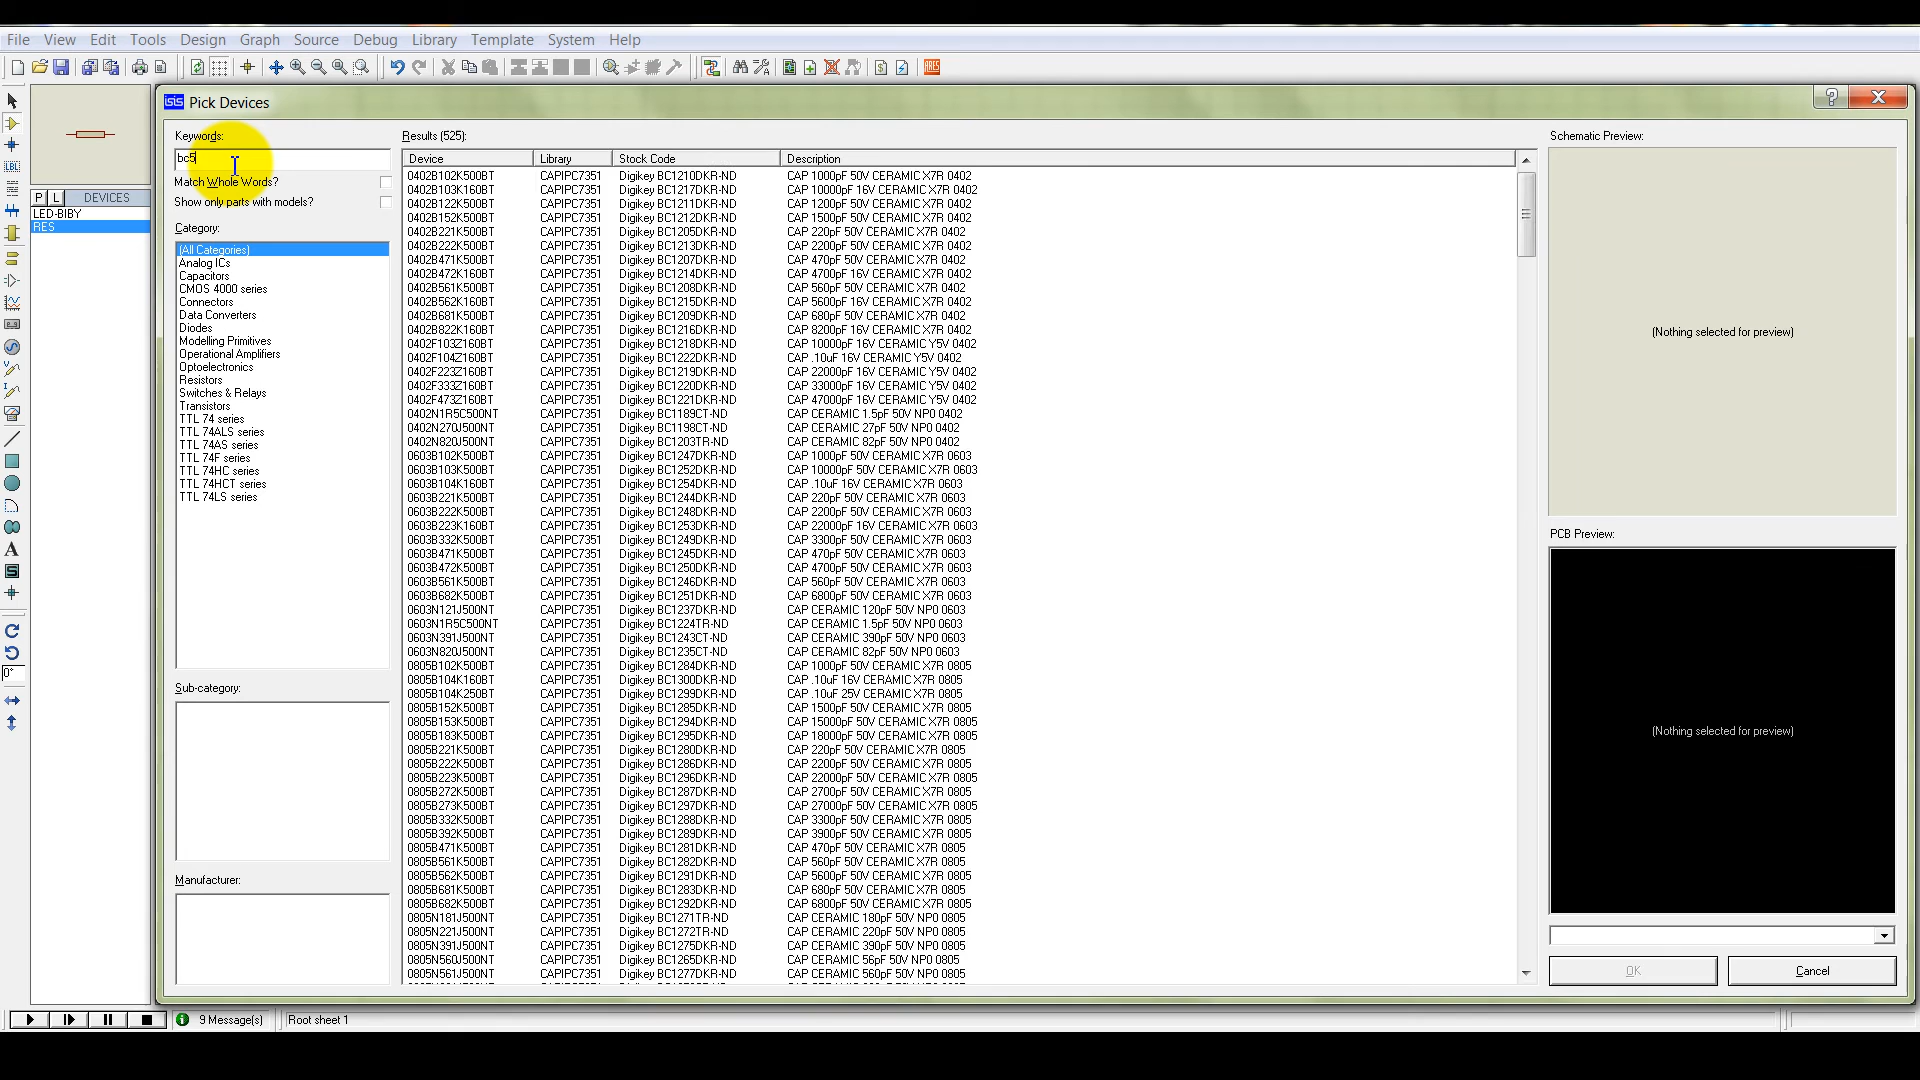 File View Edit Tools Design Graph Source Debug Library Template System Help
ISIS Pick Devices
Keywords:
bc5
Match Whole Words?
Show only parts with models?
Category:
(All Categories)
Analog ICs
Capacitors
CMOS 4000 series
Connectors
Data Converters
Diodes
Modelling Primitives
Operational Amplifiers
Optoelectronics
Resistors
Switches & Relays
Transistors
TTL 74 series
TTL 74ALS series
TTL 74AS series
TTL 74F series
TTL 74HC series
TTL 74HCT series
TTL 74LS series
Sub-category:
Manufacturer:
P L DEVICES
LED-BIBY
RES
LBL
A
0°
Results (525):
Device Library Stock Code Description
0402B102K500BT CAPIPC7351 Digikey BC1210DKR-ND CAP 1000pF 50V CERAMIC X7R 0402
0402B103K160BT CAPIPC7351 Digikey BC1217DKR-ND CAP 10000pF 16V CERAMIC X7R 0402
0402B122K500BT CAPIPC7351 Digikey BC1211DKR-ND CAP 1200pF 50V CERAMIC X7R 0402
0402B152K500BT CAPIPC7351 Digikey BC1212DKR-ND CAP 1500pF 50V CERAMIC X7R 0402
0402B221K500BT CAPIPC7351 Digikey BC1205DKR-ND CAP 220pF 50V CERAMIC X7R 0402
0402B222K500BT CAPIPC7351 Digikey BC1213DKR-ND CAP 2200pF 50V CERAMIC X7R 0402
0402B471K500BT CAPIPC7351 Digikey BC1207DKR-ND CAP 470pF 50V CERAMIC X7R 0402
0402B472K160BT CAPIPC7351 Digikey BC1214DKR-ND CAP 4700pF 16V CERAMIC X7R 0402
0402B561K500BT CAPIPC7351 Digikey BC1208DKR-ND CAP 560pF 50V CERAMIC X7R 0402
0402B562K160BT CAPIPC7351 Digikey BC1215DKR-ND CAP 5600pF 16V CERAMIC X7R 0402
0402B681K500BT CAPIPC7351 Digikey BC1209DKR-ND CAP 680pF 50V CERAMIC X7R 0402
0402B822K160BT CAPIPC7351 Digikey BC1216DKR-ND CAP 8200pF 16V CERAMIC X7R 0402
0402F103Z160BT CAPIPC7351 Digikey BC1218DKR-ND CAP 10000pF 16V CERAMIC Y5V 0402
0402F104Z160BT CAPIPC7351 Digikey BC1222DKR-ND CAP .10uF 16V CERAMIC Y5V 0402
0402F223Z160BT CAPIPC7351 Digikey BC1219DKR-ND CAP 22000pF 16V CERAMIC Y5V 0402
0402F333Z160BT CAPIPC7351 Digikey BC1220DKR-ND CAP 33000pF 16V CERAMIC Y5V 0402
0402F473Z160BT CAPIPC7351 Digikey BC1221DKR-ND CAP 47000pF 16V CERAMIC Y5V 0402
0402N1R5C500NT CAPIPC7351 Digikey BC1189CT-ND CAP CERAMIC 1.5pF 50V NP0 0402
0402N270J500NT CAPIPC7351 Digikey BC1198CT-ND CAP CERAMIC 27pF 50V NP0 0402
0402N820J500NT CAPIPC7351 Digikey BC1203TR-ND CAP CERAMIC 82pF 50V NP0 0402
0603B102K500BT CAPIPC7351 Digikey BC1247DKR-ND CAP 1000pF 50V CERAMIC X7R 0603
0603B103K500BT CAPIPC7351 Digikey BC1252DKR-ND CAP 10000pF 50V CERAMIC X7R 0603
0603B104K160BT CAPIPC7351 Digikey BC1254DKR-ND CAP .10uF 16V CERAMIC X7R 0603
0603B221K500BT CAPIPC7351 Digikey BC1244DKR-ND CAP 220pF 50V CERAMIC X7R 0603
0603B222K500BT CAPIPC7351 Digikey BC1248DKR-ND CAP 2200pF 50V CERAMIC X7R 0603
0603B223K160BT CAPIPC7351 Digikey BC1253DKR-ND CAP 22000pF 16V CERAMIC X7R 0603
0603B332K500BT CAPIPC7351 Digikey BC1249DKR-ND CAP 3300pF 50V CERAMIC X7R 0603
0603B471K500BT CAPIPC7351 Digikey BC1245DKR-ND CAP 470pF 50V CERAMIC X7R 0603
0603B472K500BT CAPIPC7351 Digikey BC1250DKR-ND CAP 4700pF 50V CERAMIC X7R 0603
0603B561K500BT CAPIPC7351 Digikey BC1246DKR-ND CAP 560pF 50V CERAMIC X7R 0603
0603B682K500BT CAPIPC7351 Digikey BC1251DKR-ND CAP 6800pF 50V CERAMIC X7R 0603
0603N121J500NT CAPIPC7351 Digikey BC1237DKR-ND CAP CERAMIC 120pF 50V NP0 0603
0603N1R5C500NT CAPIPC7351 Digikey BC1224TR-ND CAP CERAMIC 1.5pF 50V NP0 0603
0603N391J500NT CAPIPC7351 Digikey BC1243CT-ND CAP CERAMIC 390pF 50V NP0 0603
0603N820J500NT CAPIPC7351 Digikey BC1235CT-ND CAP CERAMIC 82pF 50V NP0 0603
0805B102K500BT CAPIPC7351 Digikey BC1284DKR-ND CAP 1000pF 50V CERAMIC X7R 0805
0805B104K160BT CAPIPC7351 Digikey BC1300DKR-ND CAP .10uF 16V CERAMIC X7R 0805
0805B104K250BT CAPIPC7351 Digikey BC1299DKR-ND CAP .10uF 25V CERAMIC X7R 0805
0805B152K500BT CAPIPC7351 Digikey BC1285DKR-ND CAP 1500pF 50V CERAMIC X7R 0805
0805B153K500BT CAPIPC7351 Digikey BC1294DKR-ND CAP 15000pF 50V CERAMIC X7R 0805
0805B183K500BT CAPIPC7351 Digikey BC1295DKR-ND CAP 18000pF 50V CERAMIC X7R 0805
0805B221K500BT CAPIPC7351 Digikey BC1280DKR-ND CAP 220pF 50V CERAMIC X7R 0805
0805B222K500BT CAPIPC7351 Digikey BC1286DKR-ND CAP 2200pF 50V CERAMIC X7R 0805
0805B223K500BT CAPIPC7351 Digikey BC1296DKR-ND CAP 22000pF 50V CERAMIC X7R 0805
0805B272K500BT CAPIPC7351 Digikey BC1287DKR-ND CAP 2700pF 50V CERAMIC X7R 0805
0805B273K500BT CAPIPC7351 Digikey BC1297DKR-ND CAP 27000pF 50V CERAMIC X7R 0805
0805B332K500BT CAPIPC7351 Digikey BC1288DKR-ND CAP 3300pF 50V CERAMIC X7R 0805
0805B392K500BT CAPIPC7351 Digikey BC1289DKR-ND CAP 3900pF 50V CERAMIC X7R 0805
0805B471K500BT CAPIPC7351 Digikey BC1281DKR-ND CAP 470pF 50V CERAMIC X7R 0805
0805B561K500BT CAPIPC7351 Digikey BC1282DKR-ND CAP 560pF 50V CERAMIC X7R 0805
0805B562K500BT CAPIPC7351 Digikey BC1291DKR-ND CAP 5600pF 50V CERAMIC X7R 0805
0805B681K500BT CAPIPC7351 Digikey BC1283DKR-ND CAP 680pF 50V CERAMIC X7R 0805
0805B682K500BT CAPIPC7351 Digikey BC1292DKR-ND CAP 6800pF 50V CERAMIC X7R 0805
0805N181J500NT CAPIPC7351 Digikey BC1271TR-ND CAP CERAMIC 180pF 50V NP0 0805
0805N221J500NT CAPIPC7351 Digikey BC1272TR-ND CAP CERAMIC 220pF 50V NP0 0805
0805N391J500NT CAPIPC7351 Digikey BC1275DKR-ND CAP CERAMIC 390pF 50V NP0 0805
0805N560J500NT CAPIPC7351 Digikey BC1265DKR-ND CAP CERAMIC 56pF 50V NP0 0805
0805N561J500NT CAPIPC7351 Digikey BC1277DKR-ND CAP CERAMIC 560pF 50V NP0 0805
Schematic Preview:
(Nothing selected for preview)
PCB Preview:
(Nothing selected for preview)
OK Cancel
9 Message(s) Root sheet 1